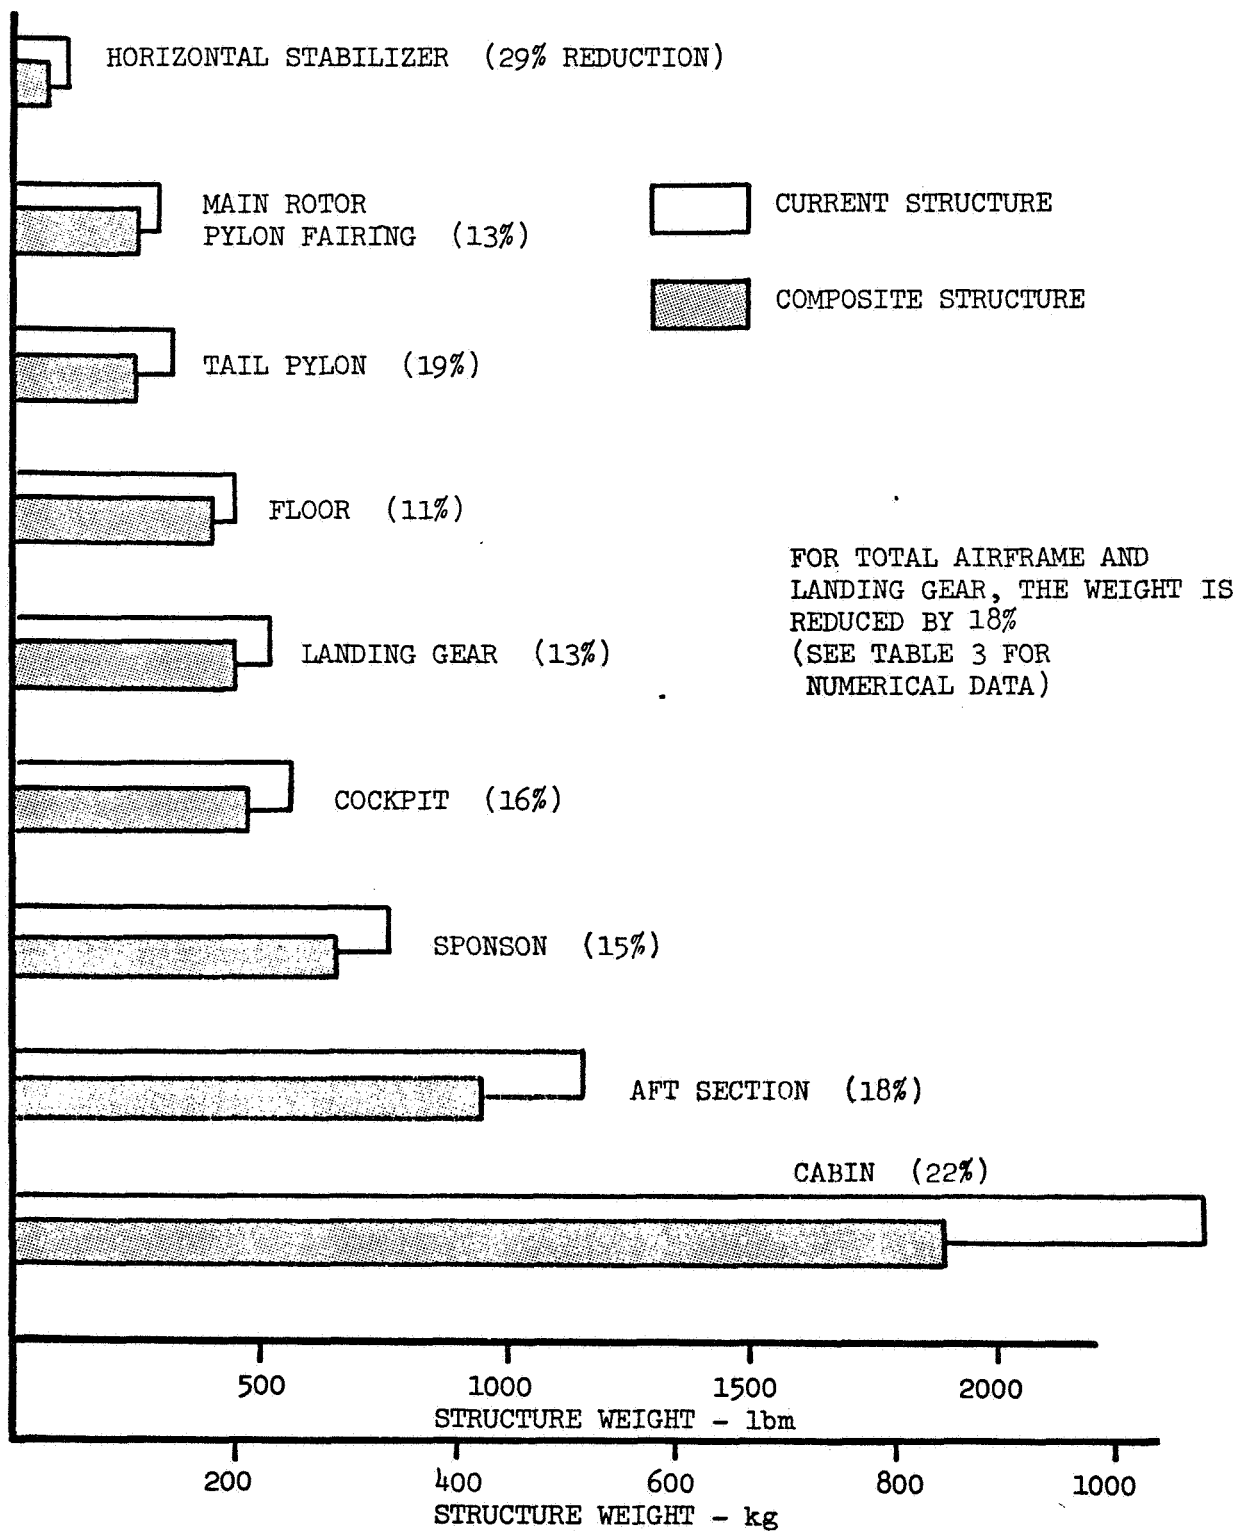 HORIZONTAL STABILIZER (29% REDUCTION)
MAIN ROTOR
PYLON FAIRING (13%)
CURRENT STRUCTURE
COMPOSITE STRUCTURE
TAIL PYLON (19%)
FLOOR (11%)
FOR TOTAL AIRFRAME AND
LANDING GEAR, THE WEIGHT IS
REDUCED BY 18%
(SEE TABLE 3 FOR
NUMERICAL DATA)
LANDING GEAR (13%)
COCKPIT (16%)
SPONSON (15%)
AFT SECTION (18%)
CABIN (22%)
500 1000 1500 2000
STRUCTURE WEIGHT - lbm
200 400 600 800 1000
STRUCTURE WEIGHT - kg